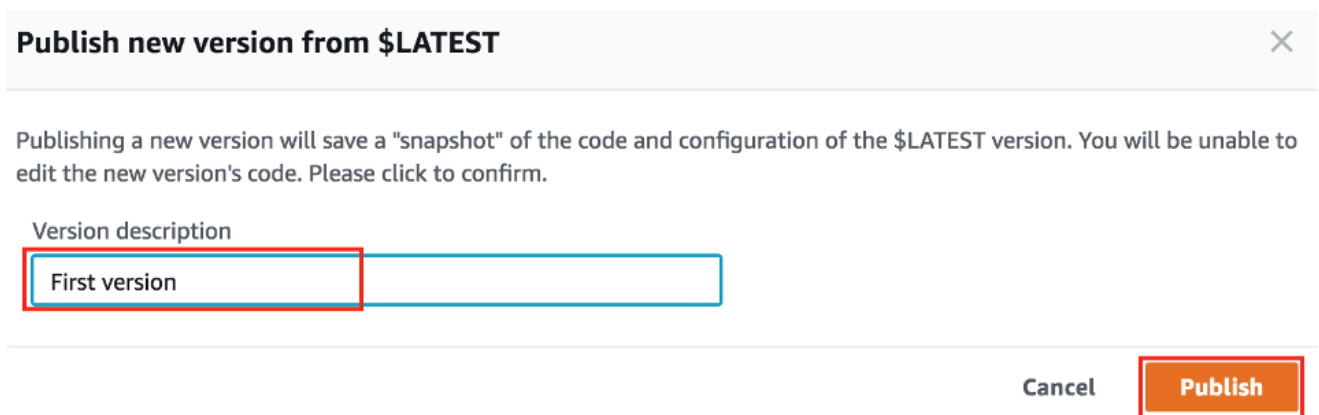 Publish new version from $LATEST
Publishing a new version will save a "snapshot" of the code and configuration of the $LATEST version. You will be unable to
edit the new version's code. Please click to confirm.
Version description
First version
Cancel
Publish